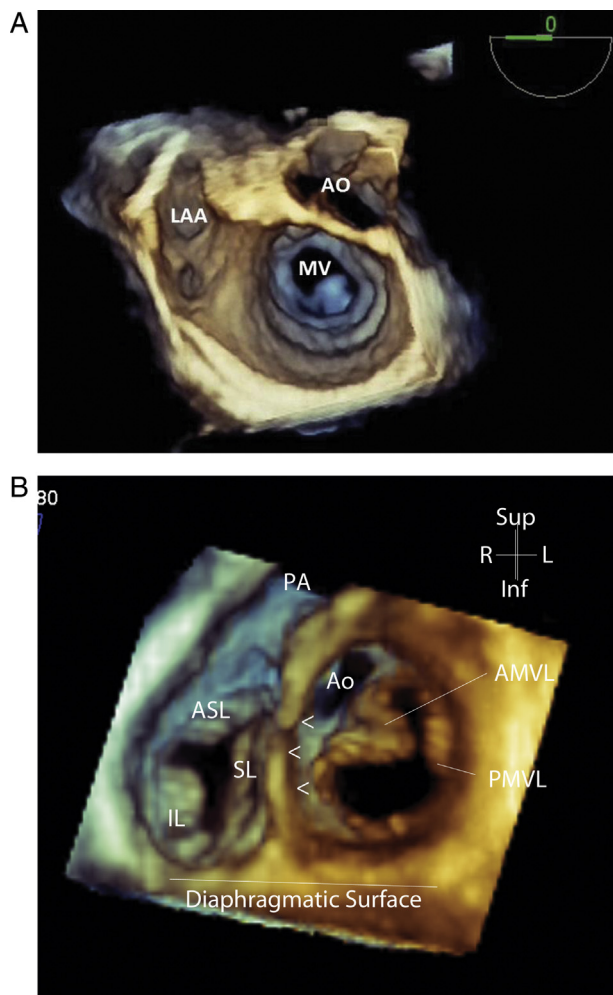 A
0
AO
LAA
MV
B
80
Sup
R L
Inf
PA
AMVL
Ao
ASL
<
<
SL
PMVL
<
IL
Diaphragmatic Surface